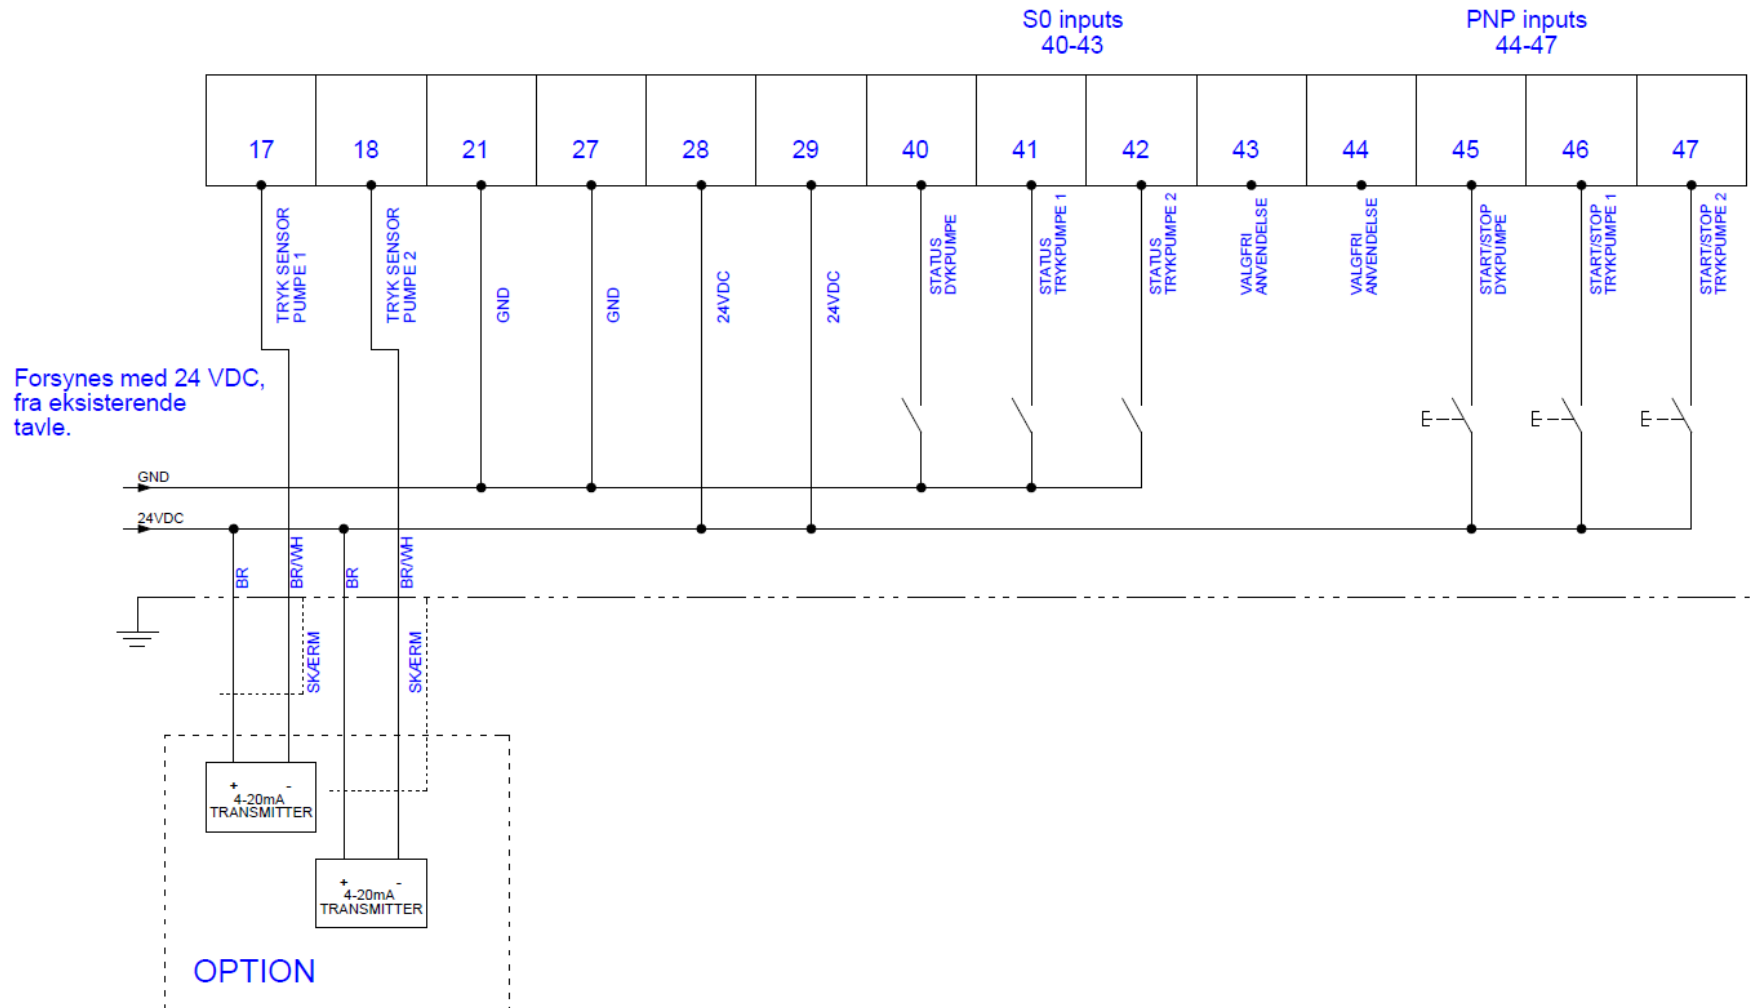 S0 inputs
40-43
PNP inputs
44-47
17
18
21
27
28
29
40
41
42
43
44
45
46
47
TRYK SENSOR
PUMPE 1
TRYK SENSOR
PUMPE 2
GND
GND
24VDC
24VDC
STATUS
DYKPUMPE
STATUS
TRYKPUMPE 1
STATUS
TRYKPUMPE 2
VALGFRI
ANVENDELSE
VALGFRI
ANVENDELSE
START/STOP
DYKPUMPE
START/STOP
TRYKPUMPE 1
START/STOP
TRYKPUMPE 2
Forsynes med 24 VDC,
fra eksisterende
tavle.
GND
24VDC
BR
BR/WH
BR
BR/WH
SKÆRM
SKÆRM
+ -
4-20mA
TRANSMITTER
+ -
4-20mA
TRANSMITTER
OPTION